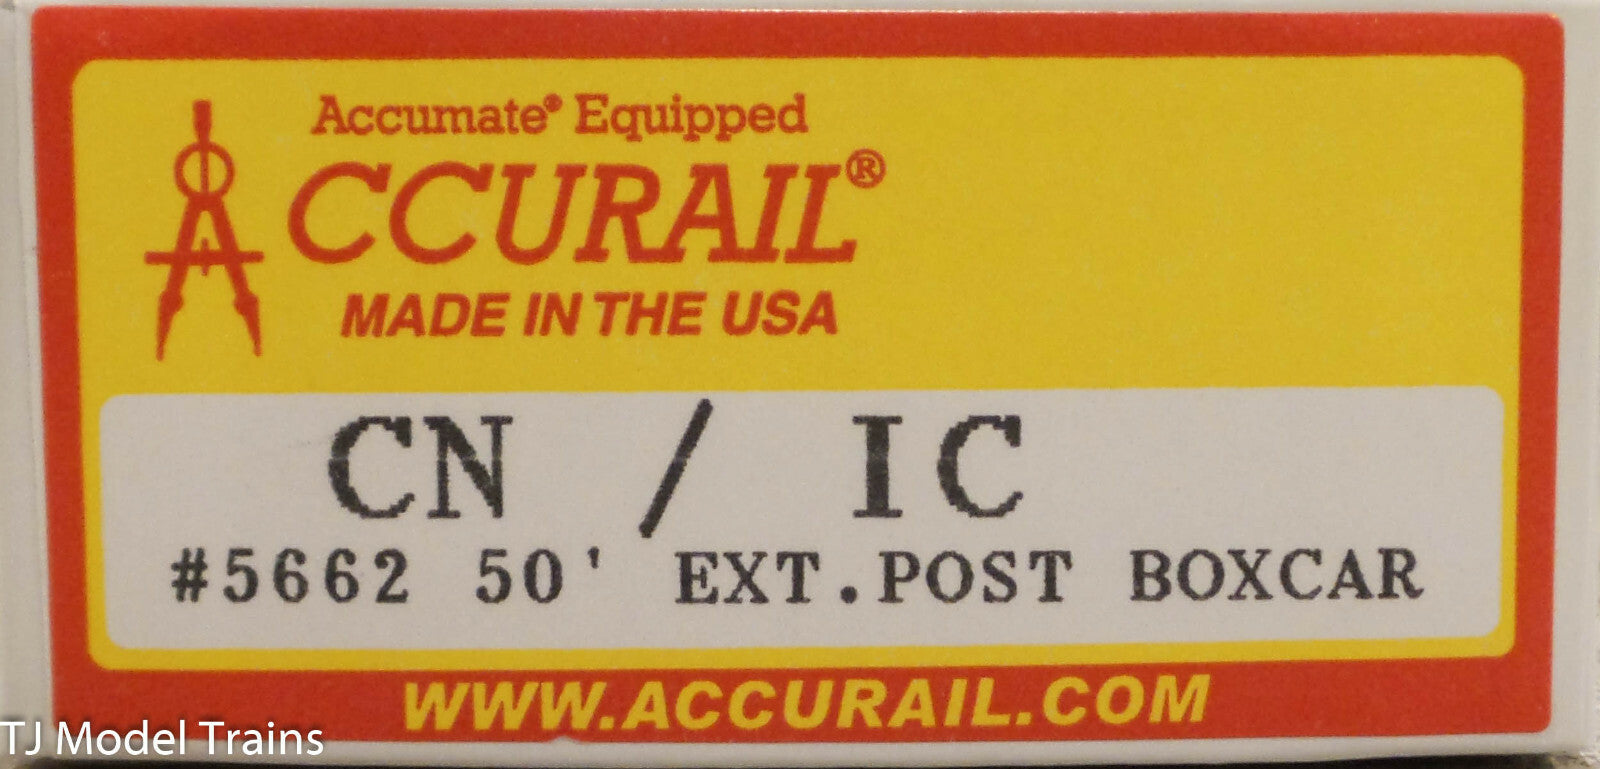 Accumate® Equipped
ACCURAIL®
MADE IN THE USA
CN / IC
#5662 50' EXT.POST BOXCAR
WWW.ACCURAIL.COM
TJ Model Trains